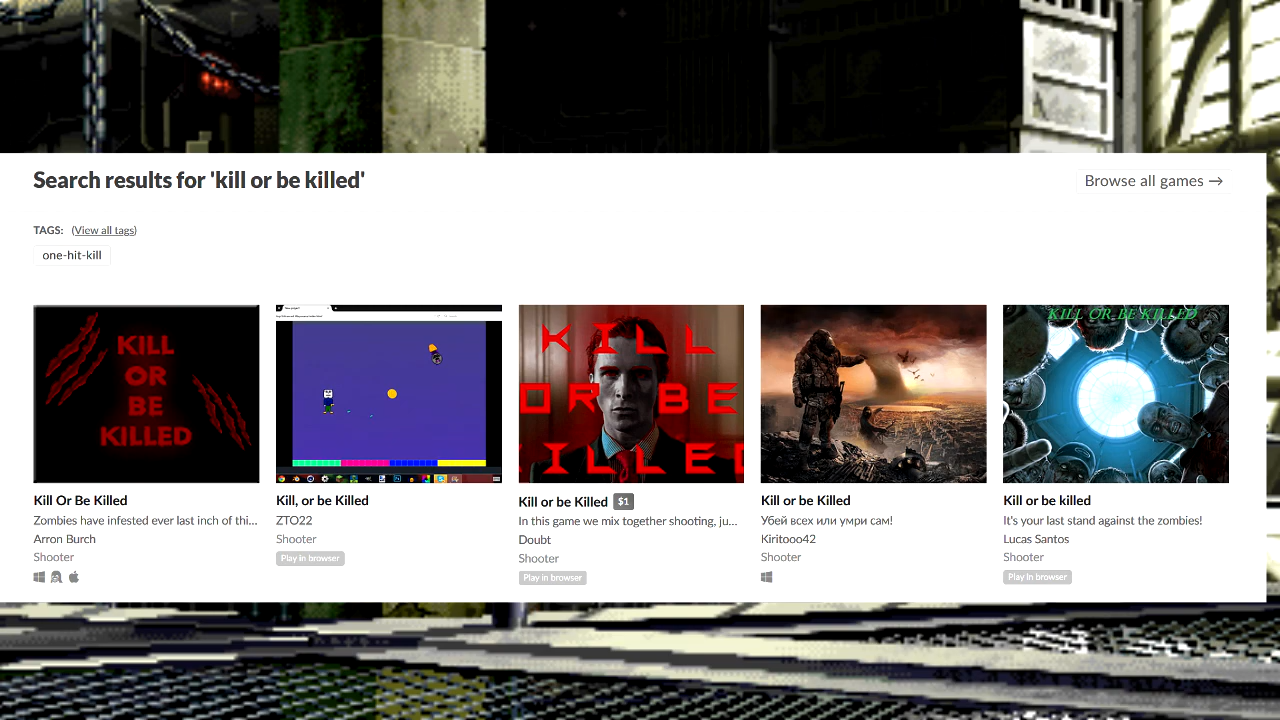 Search results for 'kill or be killed'
Browse all games →
TAGS: (View all tags)
one-hit-kill
KILL
OR
BE
KILLED
KILL
OR BE
KILLED
KILL OR BE KILLED
Kill Or Be Killed
Zombies have infested ever last inch of thi...
Arron Burch
Shooter
Kill, or be Killed
ZTO22
Shooter
Play in browser
Kill or be Killed $1
In this game we mix together shooting, ju...
Doubt
Shooter
Play in browser
Kill or be Killed
Убей всех или умри сам!
Kiritooo42
Shooter
Kill or be killed
It's your last stand against the zombies!
Lucas Santos
Shooter
Play in browser